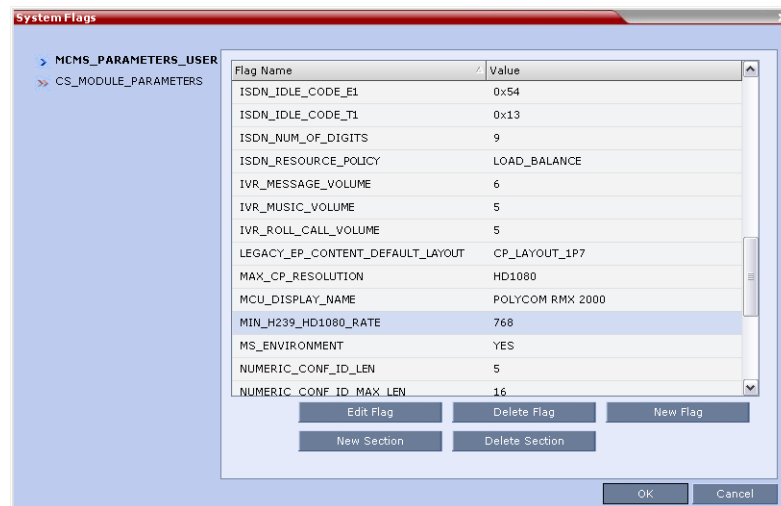 System Flags
MCMS_PARAMETERS_USER
CS_MODULE_PARAMETERS
Flag Name Value
ISDN_IDLE_CODE_E1 0x54
ISDN_IDLE_CODE_T1 0x13
ISDN_NUM_OF_DIGITS 9
ISDN_RESOURCE_POLICY LOAD_BALANCE
IVR_MESSAGE_VOLUME 6
IVR_MUSIC_VOLUME 5
IVR_ROLL_CALL_VOLUME 5
LEGACY_EP_CONTENT_DEFAULT_LAYOUT CP_LAYOUT_1P7
MAX_CP_RESOLUTION HD1080
MCU_DISPLAY_NAME POLYCOM RMX 2000
MIN_H239_HD1080_RATE 768
MS_ENVIRONMENT YES
NUMERIC_CONF_ID_LEN 5
NUMERIC_CONF_ID_MAX_LEN 16
Edit Flag Delete Flag New Flag
New Section Delete Section
OK Cancel